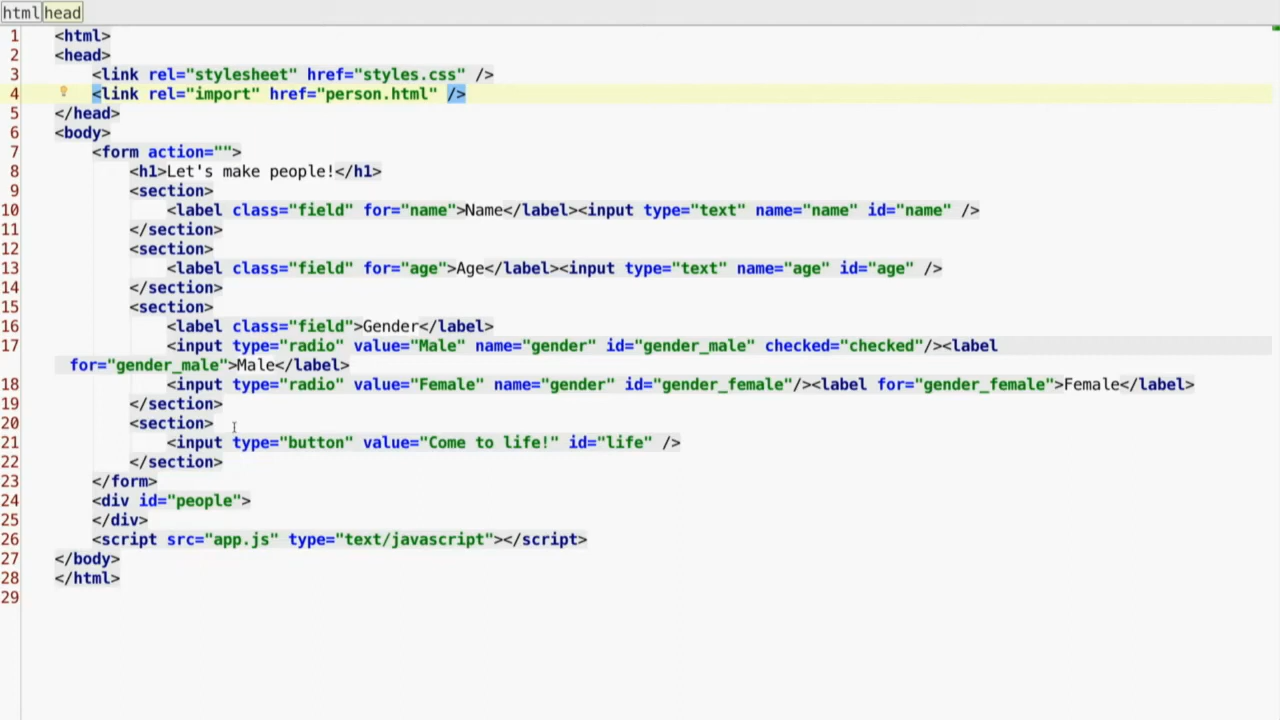 html head
1 <html>
2 <head>
3 <link rel="stylesheet" href="styles.css" />
4 <link rel="import" href="person.html" />
5 </head>
6 <body>
7 <form action="">
8 <h1>Let's make people!</h1>
9 <section>
10 <label class="field" for="name">Name</label><input type="text" name="name" id="name" />
11 </section>
12 <section>
13 <label class="field" for="age">Age</label><input type="text" name="age" id="age" />
14 </section>
15 <section>
16 <label class="field">Gender</label>
17 <input type="radio" value="Male" name="gender" id="gender_male" checked="checked"/><label
for="gender_male">Male</label>
18 <input type="radio" value="Female" name="gender" id="gender_female"/><label for="gender_female">Female</label>
19 </section>
20 <section>
21 <input type="button" value="Come to life!" id="life" />
22 </section>
23 </form>
24 <div id="people">
25 </div>
26 <script src="app.js" type="text/javascript"></script>
27 </body>
28 </html>
29